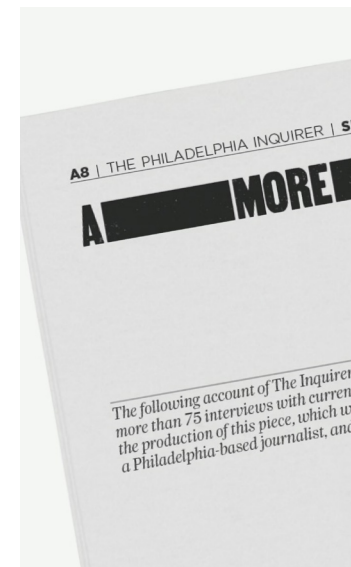 A8 | THE PHILADELPHIA INQUIRER | S
A MORE
The following account of The Inquirer
more than 75 interviews with curren
the production of this piece, which w
a Philadelphia-based journalist, and